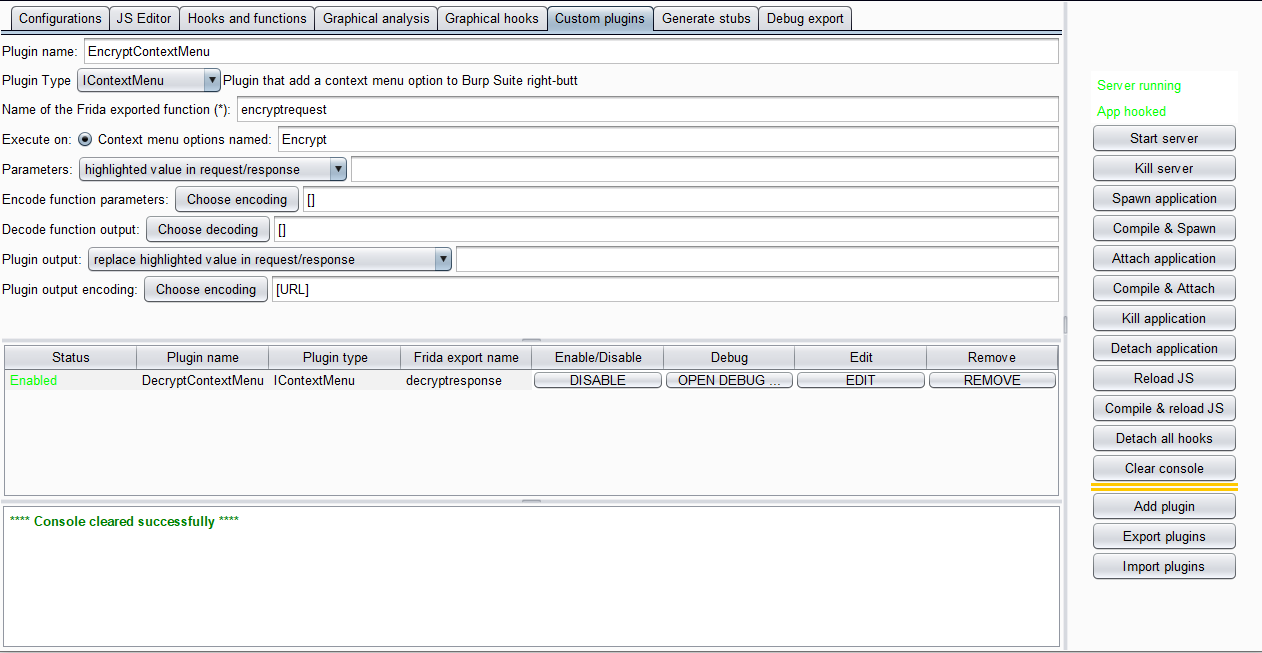 Configurations JS Editor Hooks and functions Graphical analysis Graphical hooks Custom plugins Generate stubs Debug export
Plugin name: EncryptContextMenu
Plugin Type IContextMenu Plugin that add a context menu option to Burp Suite right-butt
Name of the Frida exported function (*): encryptrequest
Execute on: Context menu options named: Encrypt
Parameters: highlighted value in request/response
Encode function parameters: Choose encoding []
Decode function output: Choose decoding []
Plugin output: replace highlighted value in request/response
Plugin output encoding: Choose encoding [URL]
Status Plugin name Plugin type Frida export name Enable/Disable Debug Edit Remove
Enabled DecryptContextMenu IContextMenu decryptresponse DISABLE OPEN DEBUG ... EDIT REMOVE
**** Console cleared successfully ****
Server running
App hooked
Start server
Kill server
Spawn application
Compile & Spawn
Attach application
Compile & Attach
Kill application
Detach application
Reload JS
Compile & reload JS
Detach all hooks
Clear console
Add plugin
Export plugins
Import plugins